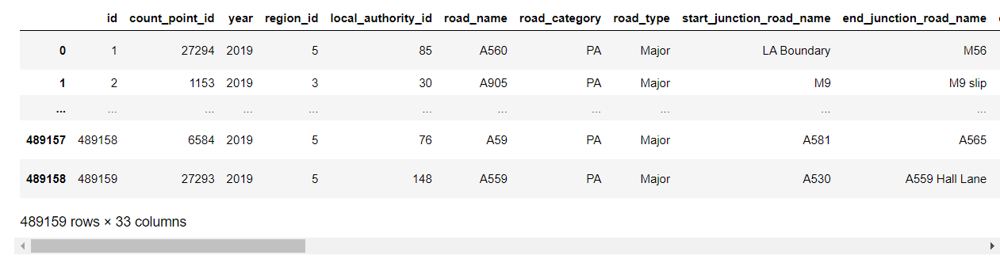 id count_point_id year region_id local_authority_id road_name road_category road_type start_junction_road_name end_junction_road_name
0 1 27294 2019 5 85 A560 PA Major LA Boundary M56
1 2 1153 2019 3 30 A905 PA Major M9 M9 slip
... ... ... ... ... ... ... ... ... ... ...
489157 489158 6584 2019 5 76 A59 PA Major A581 A565
489158 489159 27293 2019 5 148 A559 PA Major A530 A559 Hall Lane
489159 rows × 33 columns